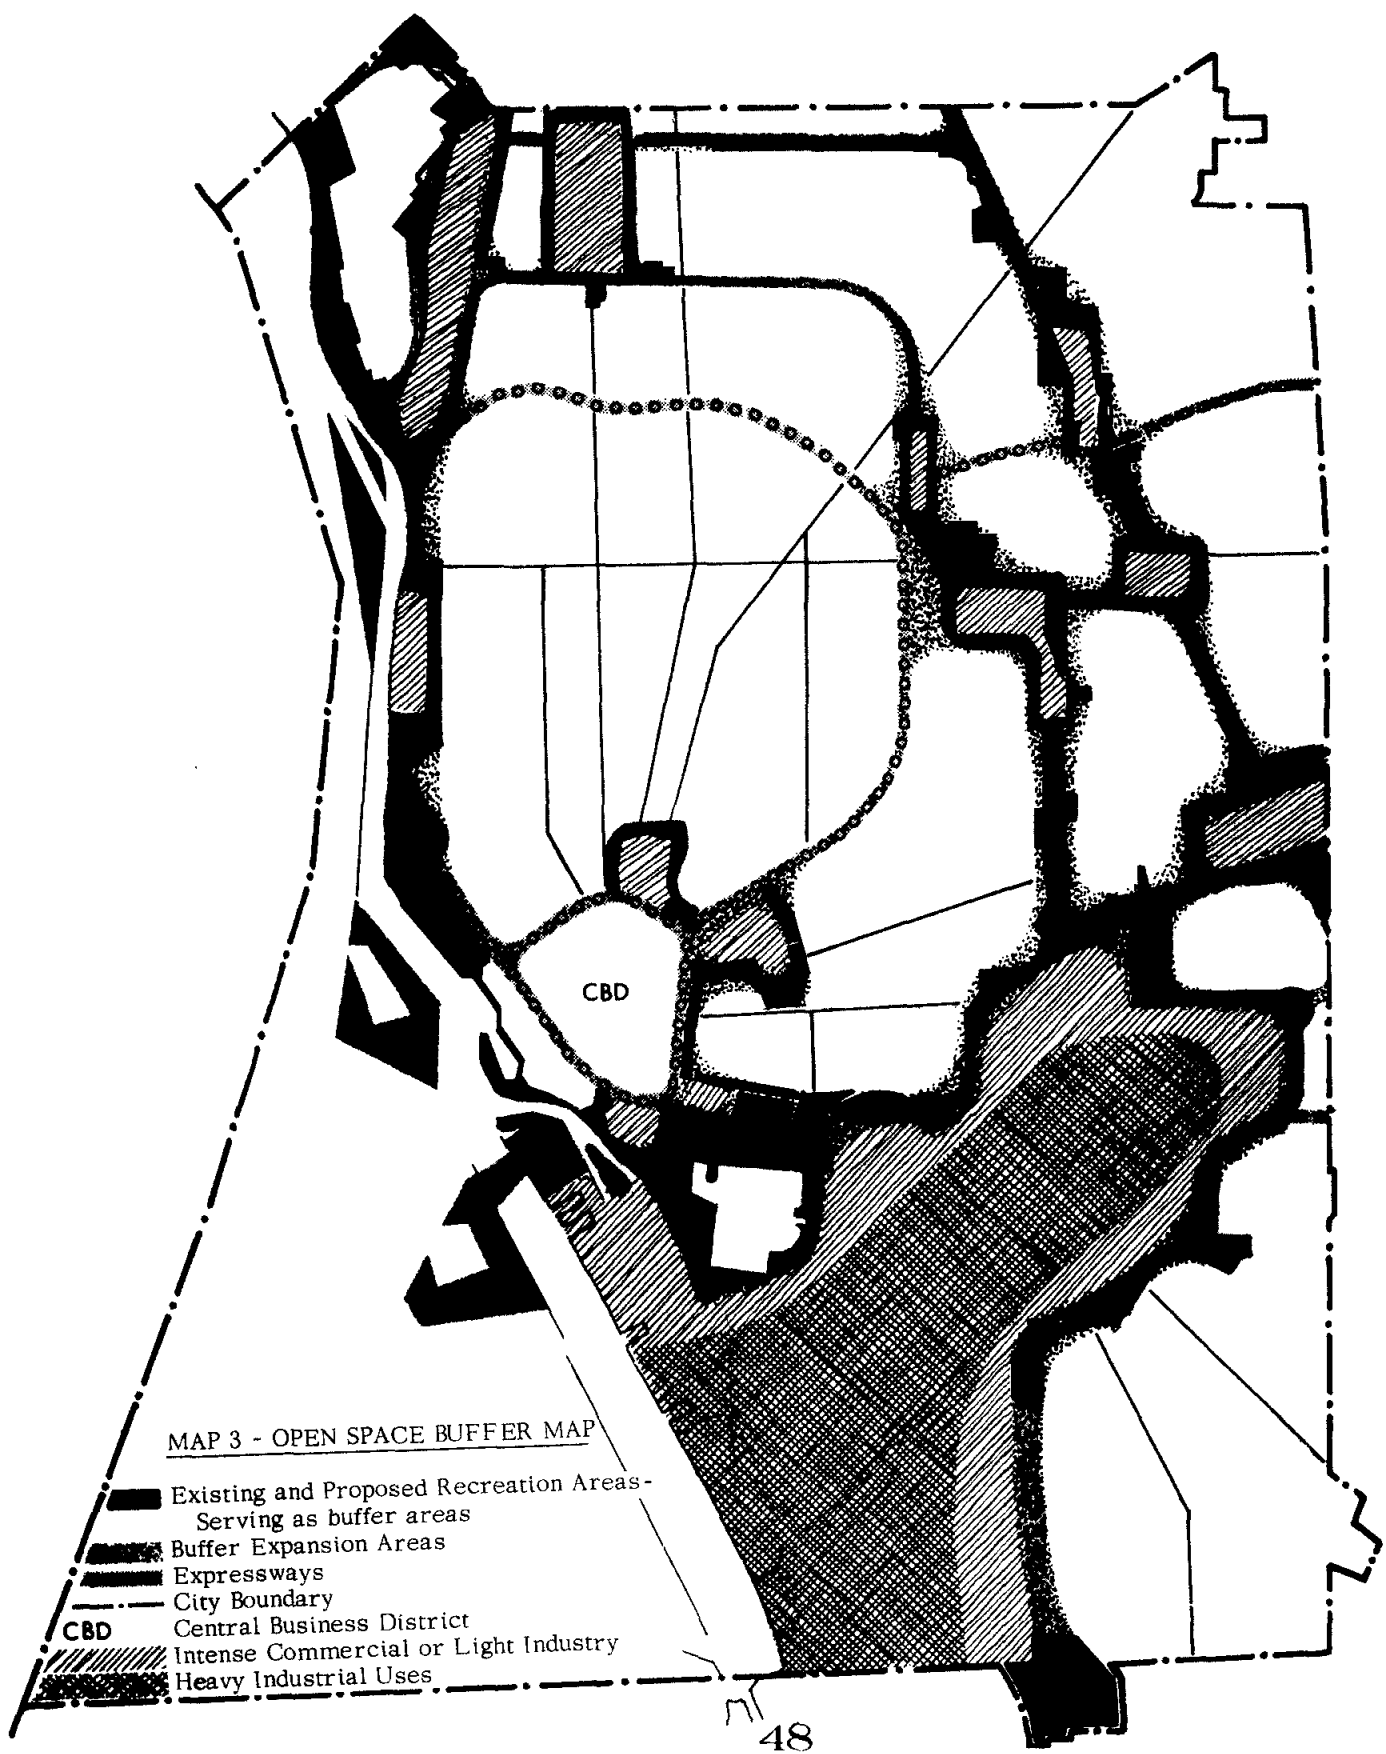 CBD
MAP 3 - OPEN SPACE BUFFER MAP
Existing and Proposed Recreation Areas-
Serving as buffer areas
Buffer Expansion Areas
Expressways
City Boundary
CBD Central Business District
Intense Commercial or Light Industry
Heavy Industrial Uses
48